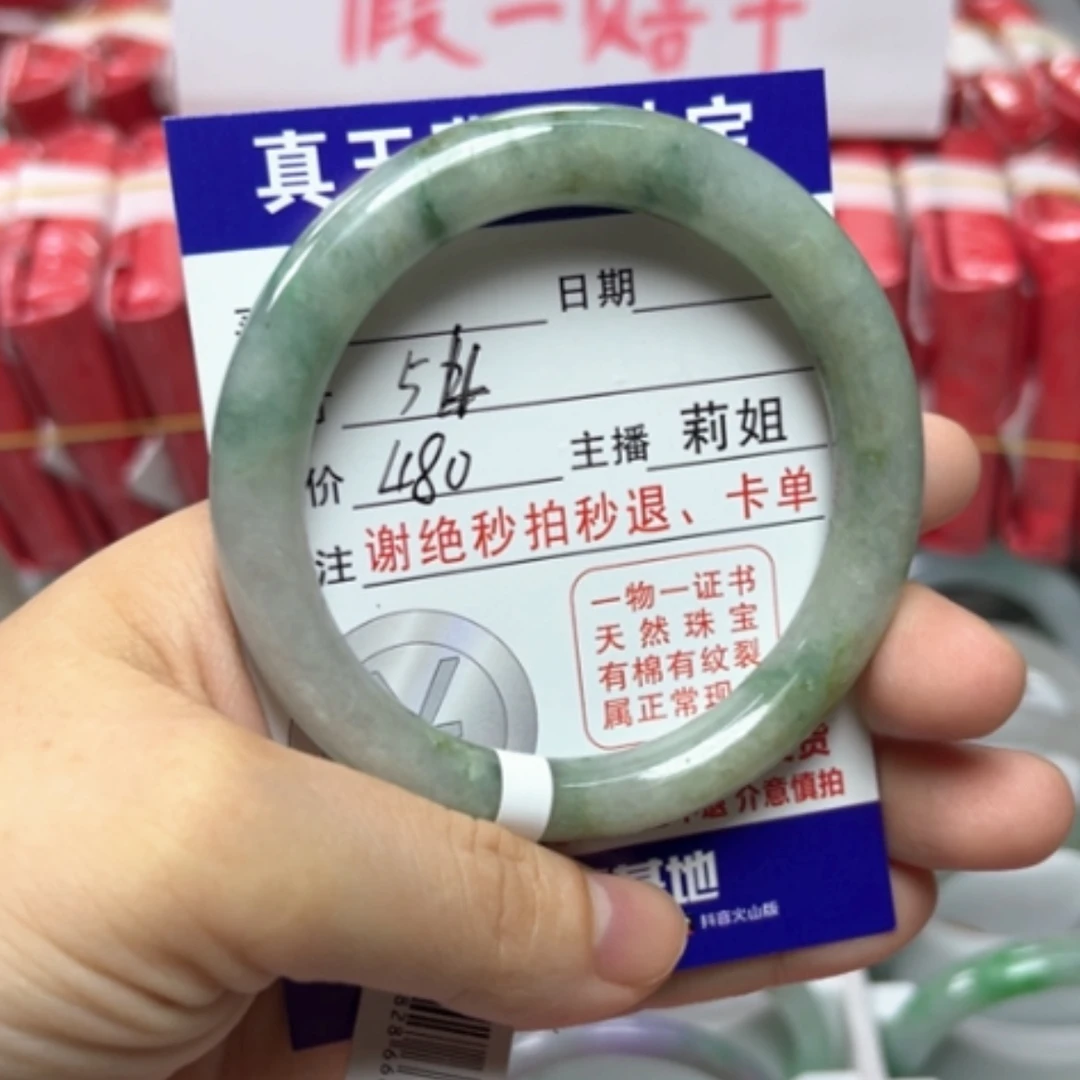 假一赔十
真玉
日期
5
价 480 主播 莉姐
注 谢绝秒拍秒退、卡单
一物一证书
天然珠宝
有棉有纹裂
属正常现
介意慎拍
基地
抖音火山版